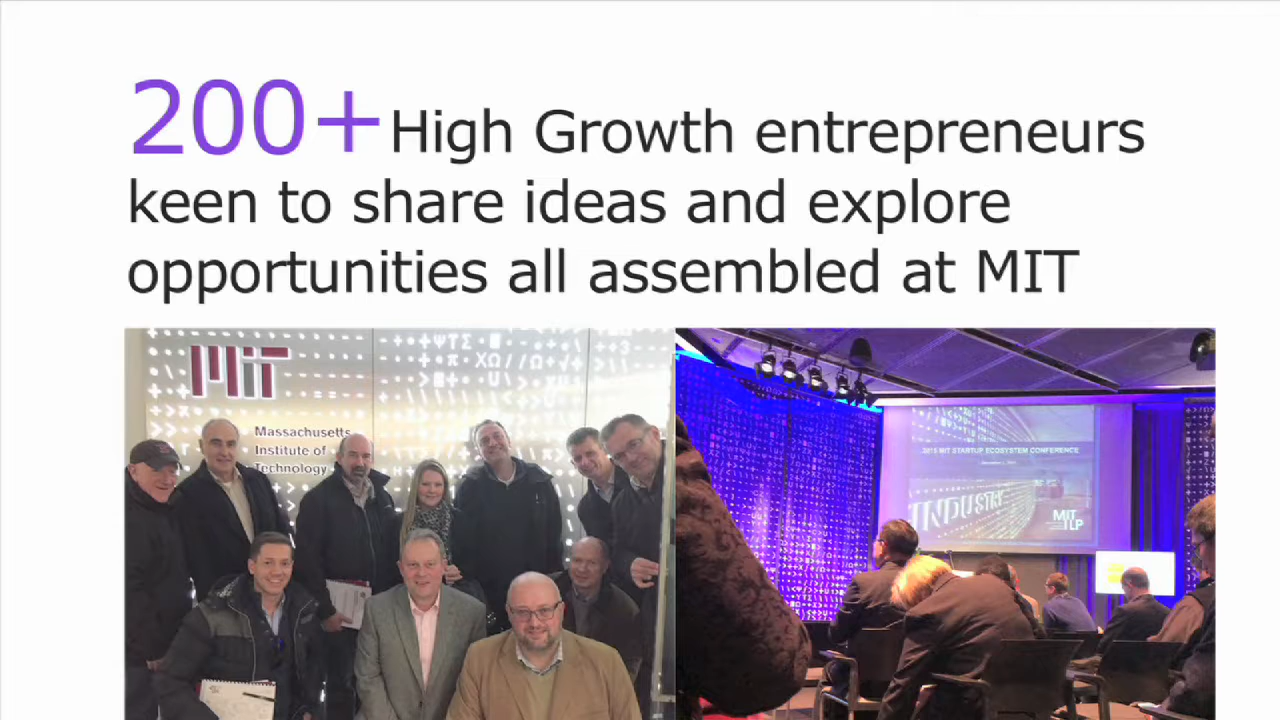 200+ High Growth entrepreneurs
keen to share ideas and explore
opportunities all assembled at MIT
MIT
Massachusetts
Institute of
Technology
2015 MIT STARTUP ECOSYSTEM CONFERENCE
INDUSTRY
MIT
ILP